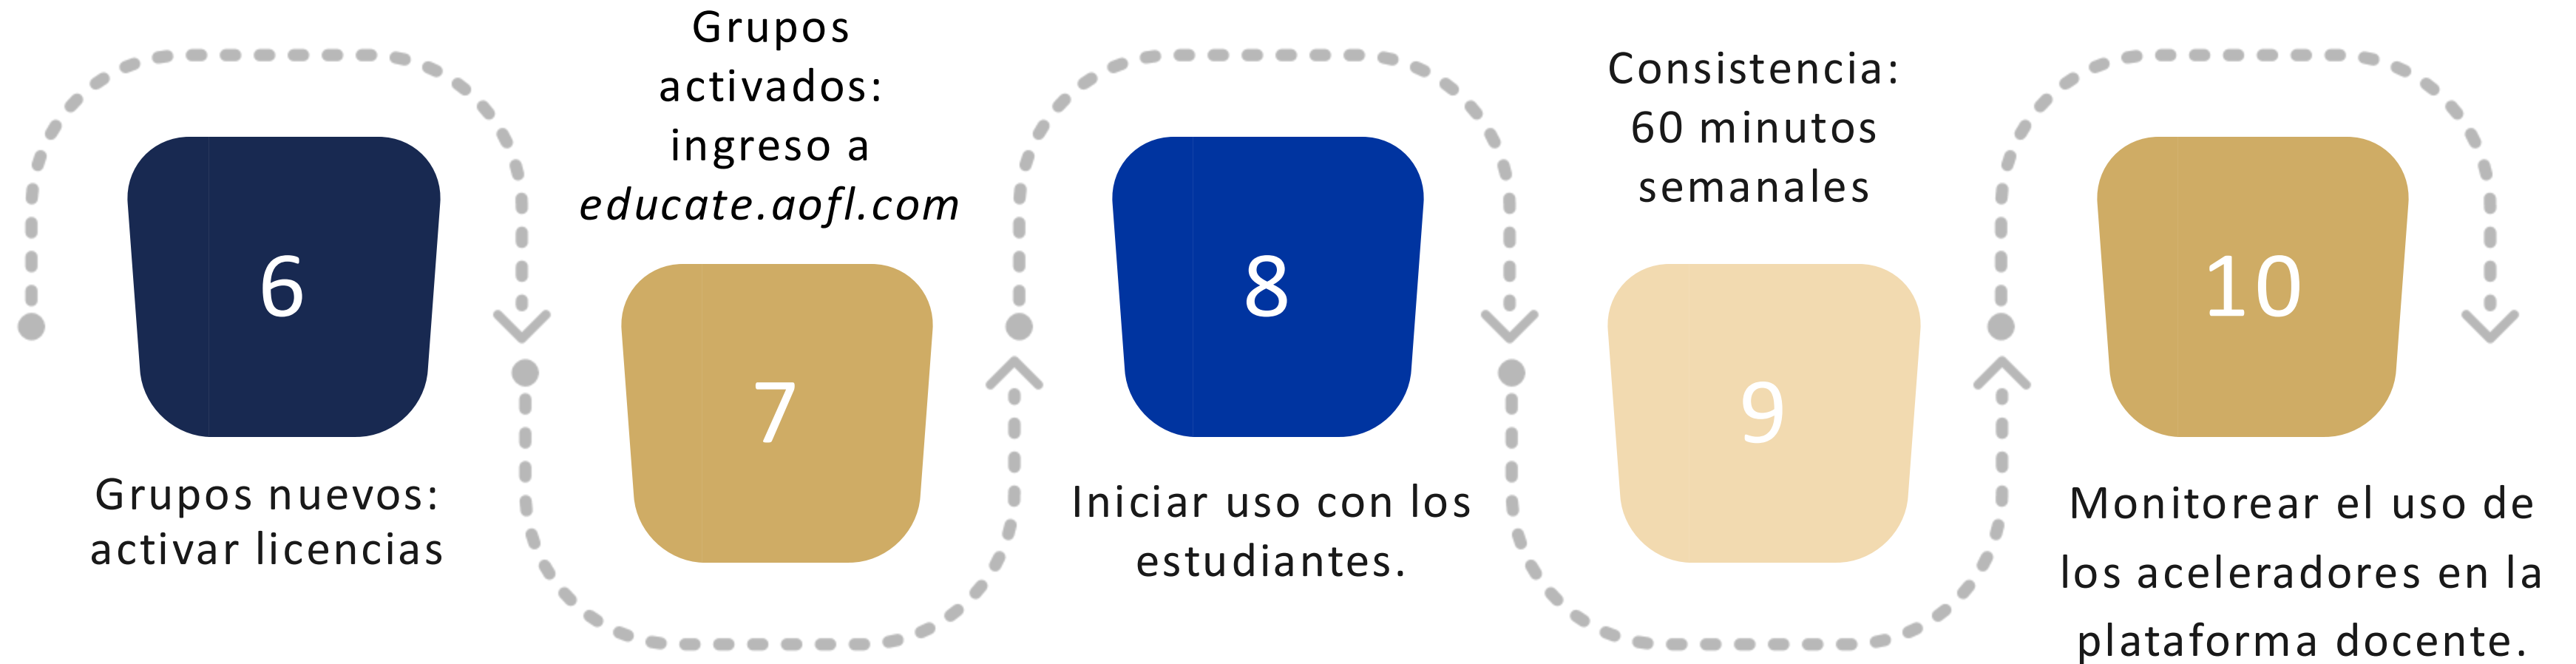 6
Grupos nuevos:
activar licencias
Grupos
activados:
ingreso a
educate.aofl.com
7
8
Iniciar uso con los
estudiantes.
Consistencia:
60 minutos
semanales
9
10
Monitorear el uso de
los aceleradores en la
plataforma docente.